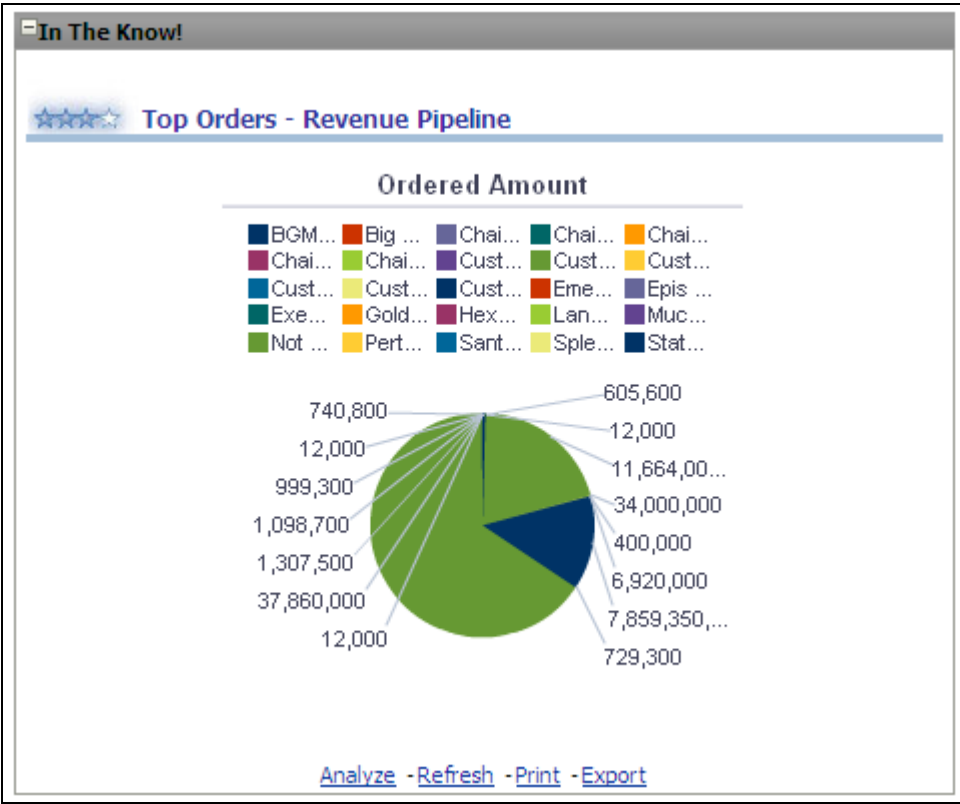 In The Know!
Top Orders - Revenue Pipeline
Ordered Amount
BGM... Big ... Chai... Chai... Chai...
Chai... Chai... Cust... Cust... Cust...
Cust... Cust... Cust... Eme... Epis ...
Exe... Gold... Hex... Lan... Muc...
Not ... Pert... Sant... Sple... Stat...
605,600
740,800
12,000
12,000
11,664,00...
999,300
34,000,000
1,098,700
400,000
1,307,500
6,920,000
37,860,000
7,859,350,...
12,000
729,300
Analyze - Refresh - Print - Export